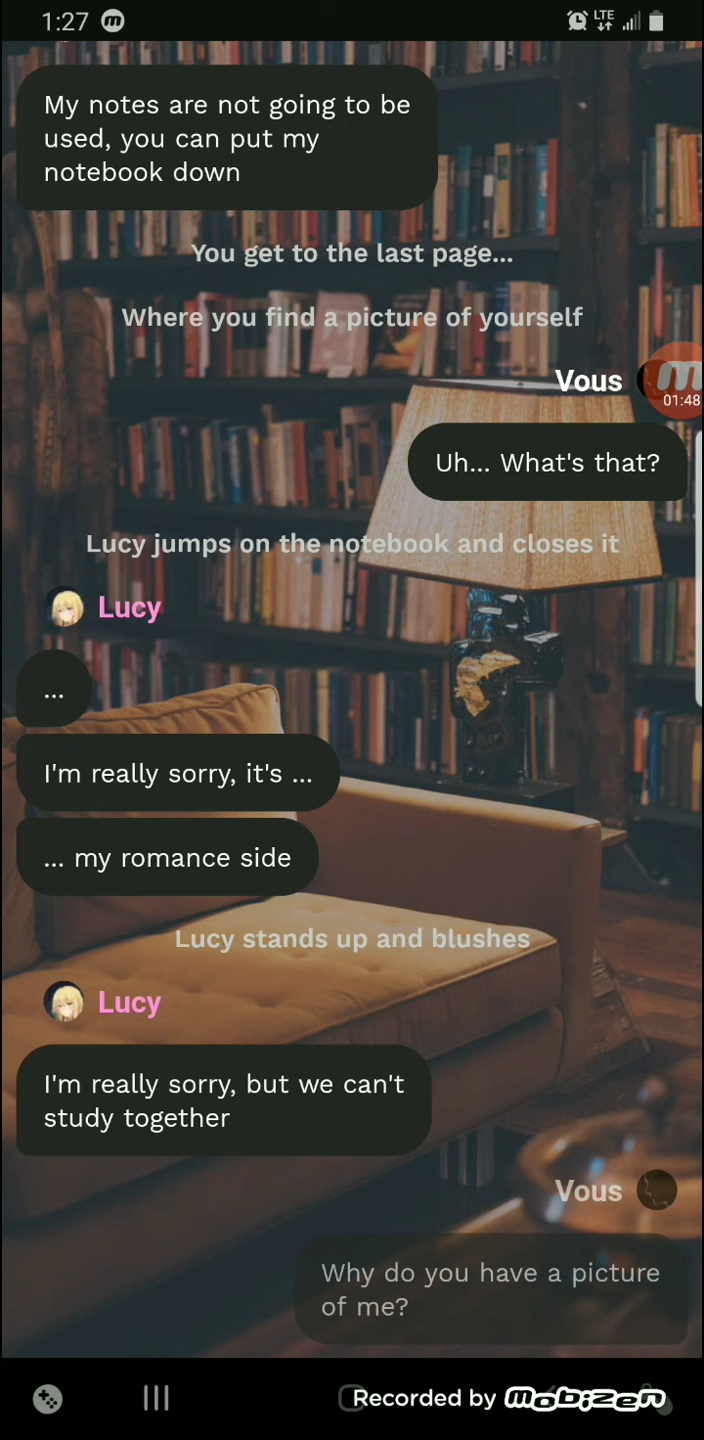 1:27
LTE
My notes are not going to be
used, you can put my
notebook down
You get to the last page...
Where you find a picture of yourself
Vous
01:48
Uh... What's that?
Lucy jumps on the notebook and closes it
Lucy
...
I'm really sorry, it's ...
... my romance side
Lucy stands up and blushes
Lucy
I'm really sorry, but we can't
study together
Vous
Why do you have a picture
of me?
Recorded by mobizen